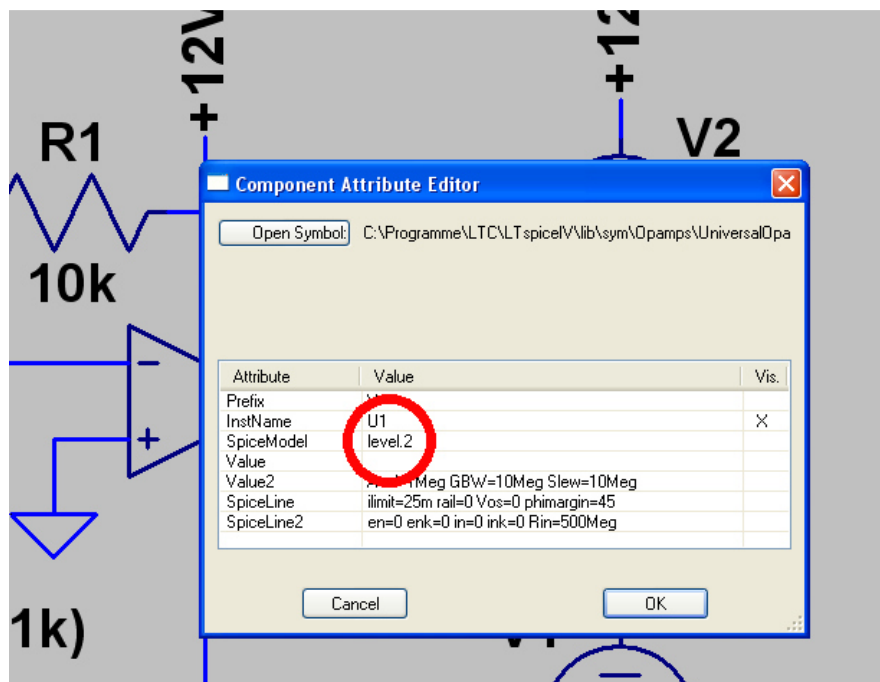 +12V
+12
R1
V2
10k
Component Attribute Editor
Open Symbol:
C:\Programme\LTC\LTspiceIV\lib\sym\Opamps\UniversalOpa
Attribute Value Vis.
Prefix
InstName U1 X
SpiceModel level.2
Value
Value2 1Meg GBW=10Meg Slew=10Meg
SpiceLine ilimit=25m rail=0 Vos=0 phimargin=45
SpiceLine2 en=0 enk=0 in=0 ink=0 Rin=500Meg
Cancel OK
1k)